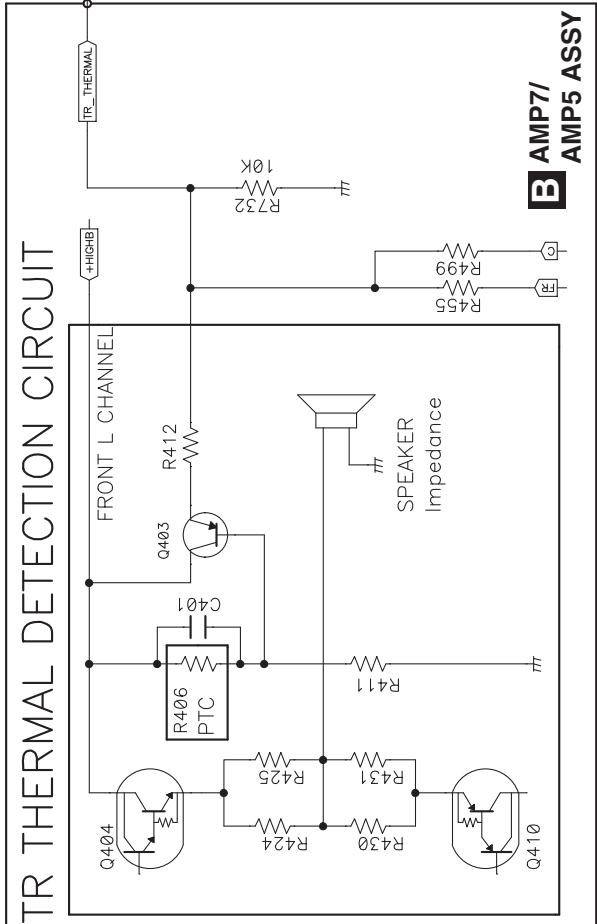 TR THERMAL DETECTION CIRCUIT
TR_THERMAL
+HIGHB
FRONT L CHANNEL
R732
10K
R499
C
R455
FR
B AMP7/
AMP5 ASSY
R412
Q403
C401
R406
PTC
R411
SPEAKER
Impedance
Q404
R425
R424
R431
R430
Q410